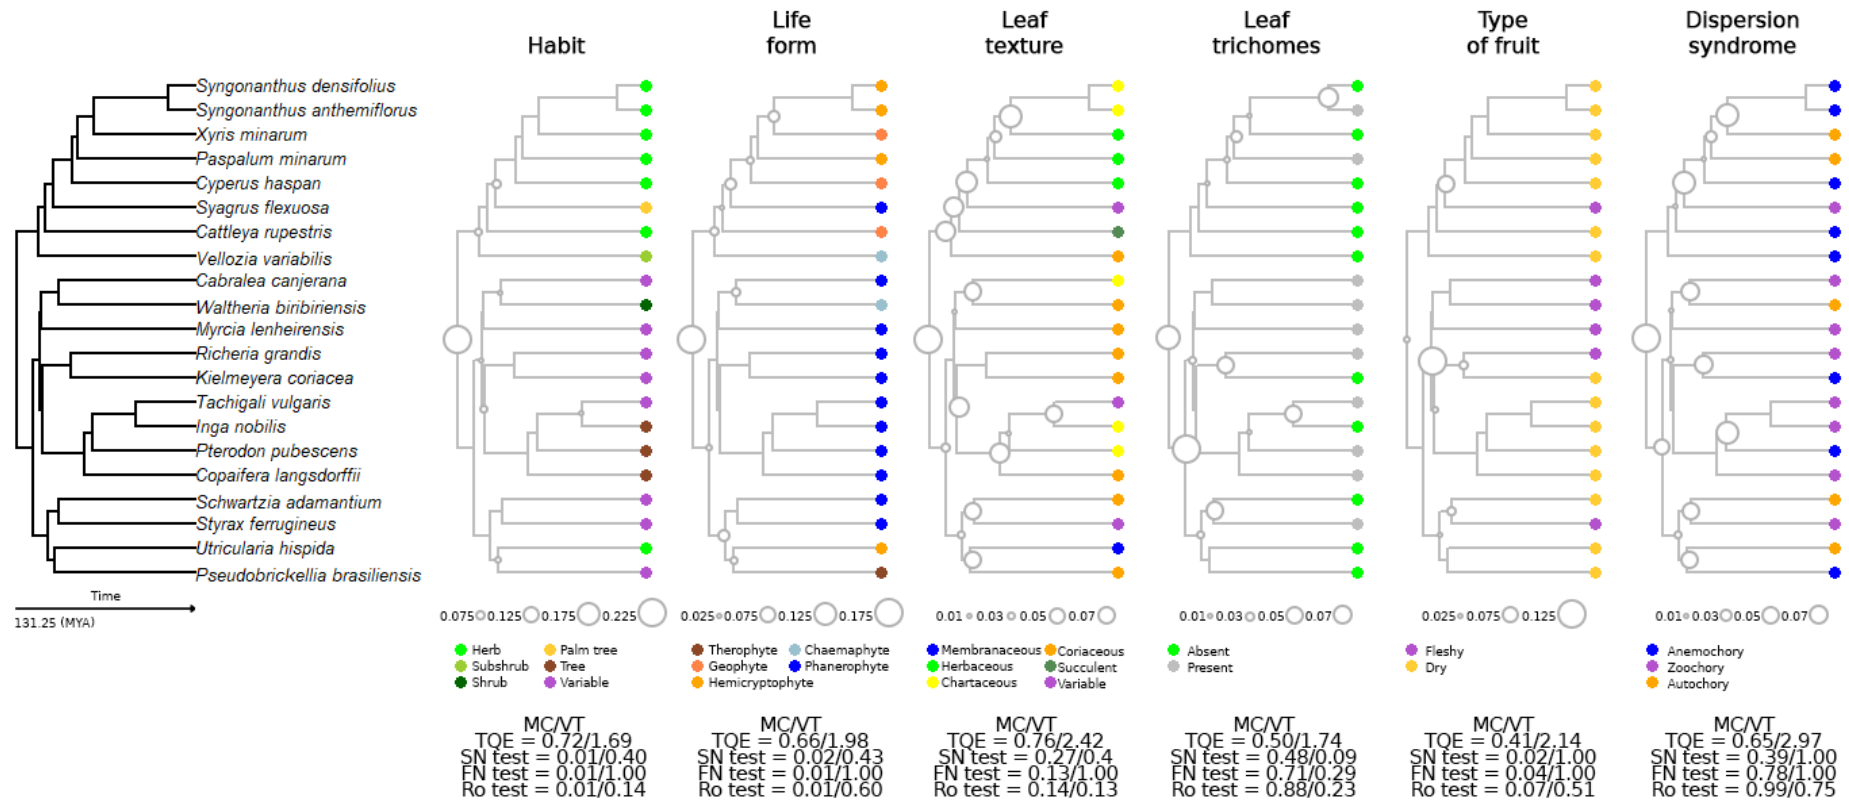 Habit
Life
form
Leaf
texture
Leaf
trichomes
Type
of fruit
Dispersion
syndrome
Syngonanthus densifolius
Syngonanthus anthemiflorus
Xyris minarum
Paspalum minarum
Cyperus haspan
Syagrus flexuosa
Cattleya rupestris
Vellozia variabilis
Cabralea canjerana
Waltheria biribiriensis
Myrcia lenheirensis
Richeria grandis
Kielmeyera coriacea
Tachigali vulgaris
Inga nobilis
Pterodon pubescens
Copaifera langsdorffii
Schwartzia adamantium
Styrax ferrugineus
Utricularia hispida
Pseudobrickellia brasiliensis
Time
131.25 (MYA)
0.075 0.125 0.175 0.225
Herb Palm tree
Subshrub Tree
Shrub Variable
MC/VT
TQE = 0.72/1.69
SN test = 0.01/0.40
FN test = 0.01/1.00
Ro test = 0.01/0.14
0.025 0.075 0.125 0.175
Therophyte Chaemaphyte
Geophyte Phanerophyte
Hemicryptophyte
MC/VT
TQE = 0.66/1.98
SN test = 0.02/0.43
FN test = 0.01/1.00
Ro test = 0.01/0.60
0.01 0.03 0.05 0.07
Membranaceous Coriaceous
Herbaceous Succulent
Chartaceous Variable
MC/VT
TQE = 0.76/2.42
SN test = 0.27/0.4
FN test = 0.13/1.00
Ro test = 0.14/0.13
0.01 0.03 0.05 0.07
Absent
Present
MC/VT
TQE = 0.50/1.74
SN test = 0.48/0.09
FN test = 0.71/0.29
Ro test = 0.88/0.23
0.025 0.075 0.125
Fleshy
Dry
MC/VT
TQE = 0.41/2.14
SN test = 0.02/1.00
FN test = 0.04/1.00
Ro test = 0.07/0.51
0.01 0.03 0.05 0.07
Anemochory
Zoochory
Autochory
MC/VT
TQE = 0.65/2.97
SN test = 0.39/1.00
FN test = 0.78/1.00
Ro test = 0.99/0.75